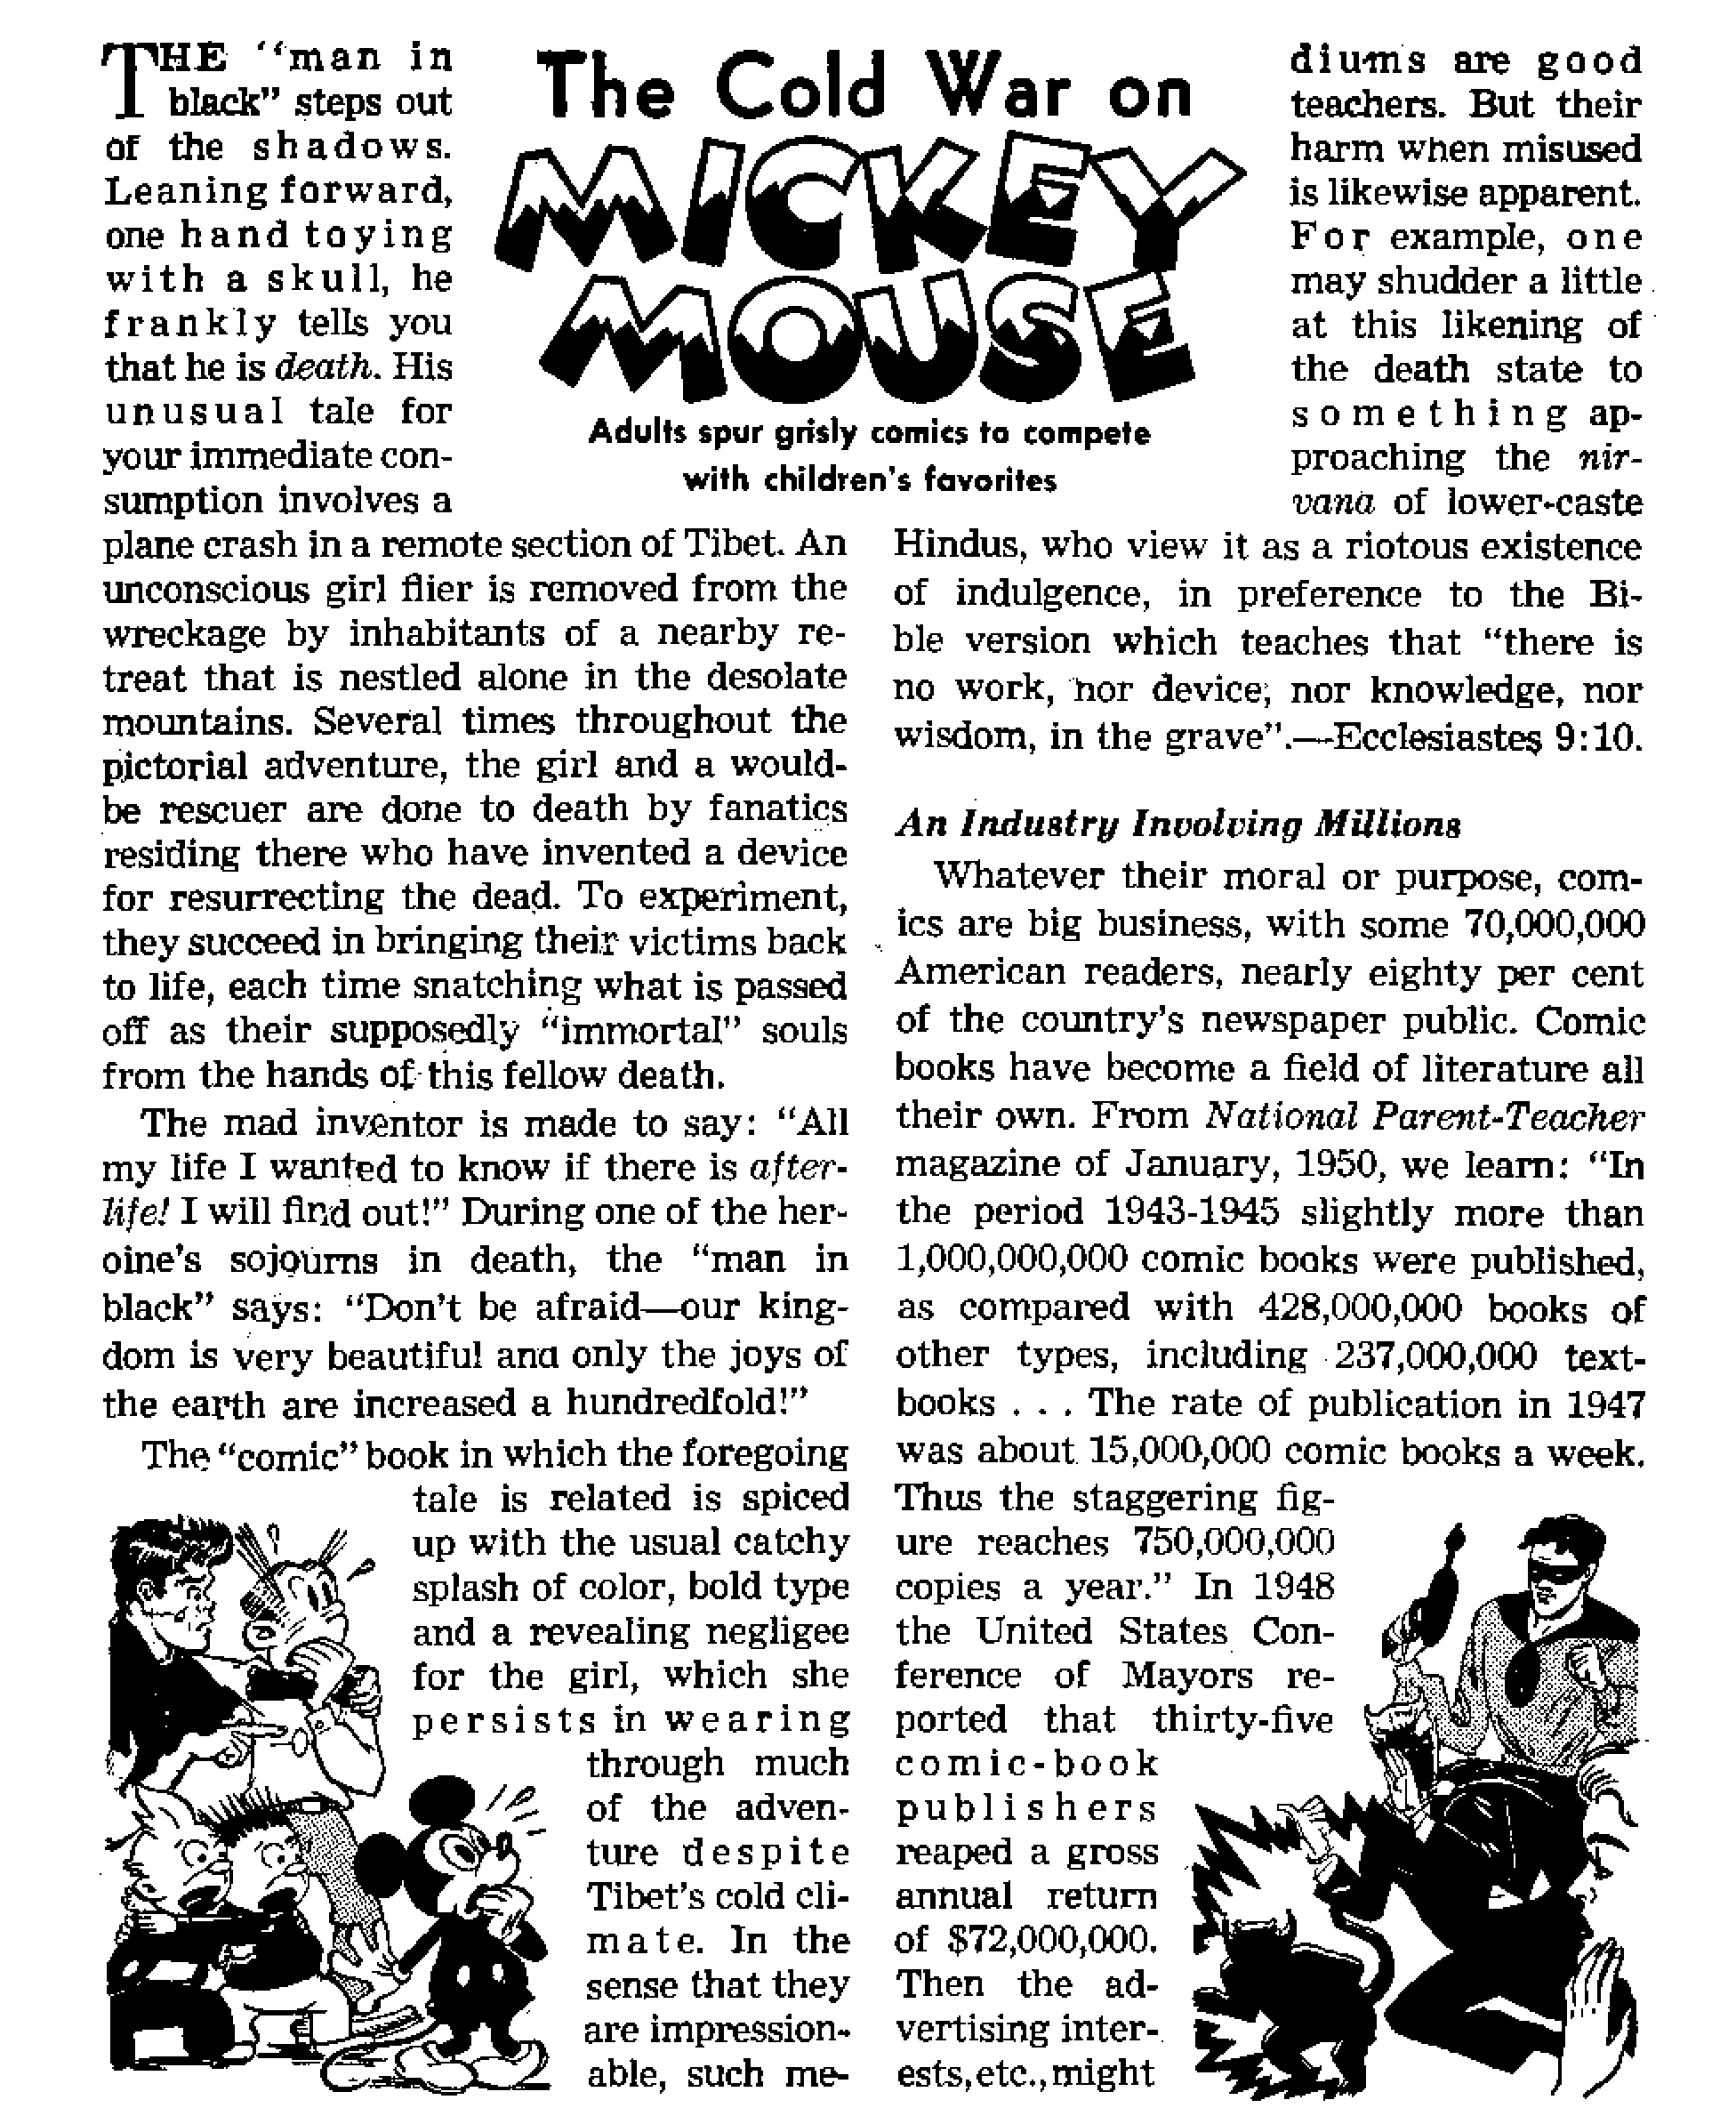 The Cold War on
MICKEY
MOUSE
Adults spur grisly comics to compete
with children's favorites
THE "man in
black" steps out
of the shadows.
Leaning forward,
one hand toying
with a skull, he
frankly tells you
that he is death. His
unusual tale for
your immediate con-
sumption involves a
plane crash in a remote section of Tibet. An
unconscious girl flier is removed from the
wreckage by inhabitants of a nearby re-
treat that is nestled alone in the desolate
mountains. Several times throughout the
pictorial adventure, the girl and a would-
be rescuer are done to death by fanatics
residing there who have invented a device
for resurrecting the dead. To experiment,
they succeed in bringing their victims back
to life, each time snatching what is passed
off as their supposedly "immortal" souls
from the hands of this fellow death.
The mad inventor is made to say: "All
my life I wanted to know if there is after-
life! I will find out!" During one of the her-
oine's sojourns in death, the "man in
black" says: "Don't be afraid—our king-
dom is very beautiful and only the joys of
the earth are increased a hundredfold!"
The "comic" book in which the foregoing
tale is related is spiced
up with the usual catchy
splash of color, bold type
and a revealing negligee
for the girl, which she
persists in wearing
through much
of the adven-
ture despite
Tibet's cold cli-
mate. In the
sense that they
are impression-
able, such me-
diums are good
teachers. But their
harm when misused
is likewise apparent.
For example, one
may shudder a little
at this likening of
the death state to
something ap-
proaching the nir-
vana of lower-caste
Hindus, who view it as a riotous existence
of indulgence, in preference to the Bi-
ble version which teaches that "there is
no work, nor device, nor knowledge, nor
wisdom, in the grave".—Ecclesiastes 9:10.
An Industry Involving Millions
Whatever their moral or purpose, com-
ics are big business, with some 70,000,000
American readers, nearly eighty per cent
of the country's newspaper public. Comic
books have become a field of literature all
their own. From National Parent-Teacher
magazine of January, 1950, we learn: "In
the period 1943-1945 slightly more than
1,000,000,000 comic books were published,
as compared with 428,000,000 books of
other types, including 237,000,000 text-
books . . . The rate of publication in 1947
was about 15,000,000 comic books a week.
Thus the staggering fig-
ure reaches 750,000,000
copies a year." In 1948
the United States Con-
ference of Mayors re-
ported that thirty-five
comic-book
publishers
reaped a gross
annual return
of $72,000,000.
Then the ad-
vertising inter-
ests, etc., might